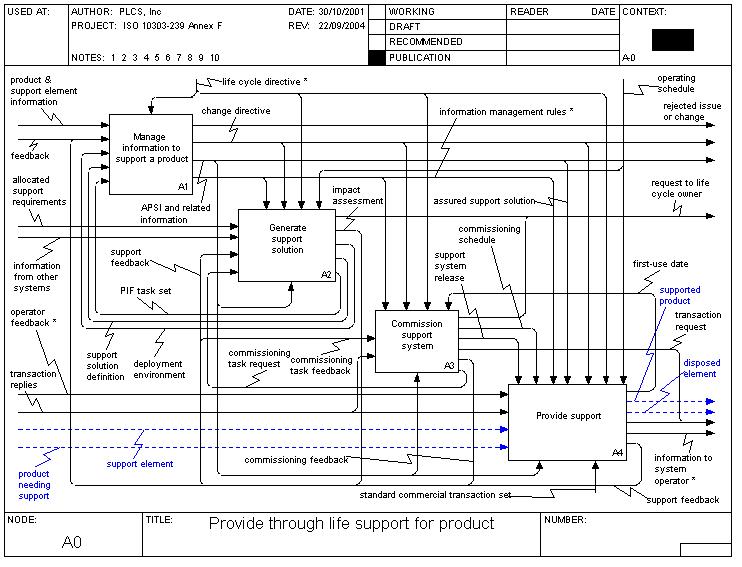 USED AT:
AUTHOR: PLCS, Inc
DATE: 30/10/2001
PROJECT: ISO 10303-239 Annex F
REV: 22/09/2004
NOTES: 1 2 3 4 5 6 7 8 9 10
WORKING
DRAFT
RECOMMENDED
PUBLICATION
READER
DATE
CONTEXT:
A-0
product &
support element
information
life cycle directive *
change directive
information management rules *
operating
schedule
rejected issue
or change
feedback
Manage
information to
support a product
A1
allocated
support
requirements
APSI and related
information
impact
assessment
assured support solution
request to life
cycle owner
Generate
support
solution
A2
commissioning
schedule
support
feedback
support
system
release
information
from other
systems
first-use date
PIF task set
supported
product
operator
feedback *
transaction
request
Commission
support
system
A3
support
solution
definition
deployment
environment
commissioning
task request
commissioning
task feedback
disposed
element
transaction
replies
Provide support
A4
support element
commissioning feedback
product
needing
support
information to
system
operator *
standard commercial transaction set
support feedback
NODE:
A0
TITLE:
Provide through life support for product
NUMBER: